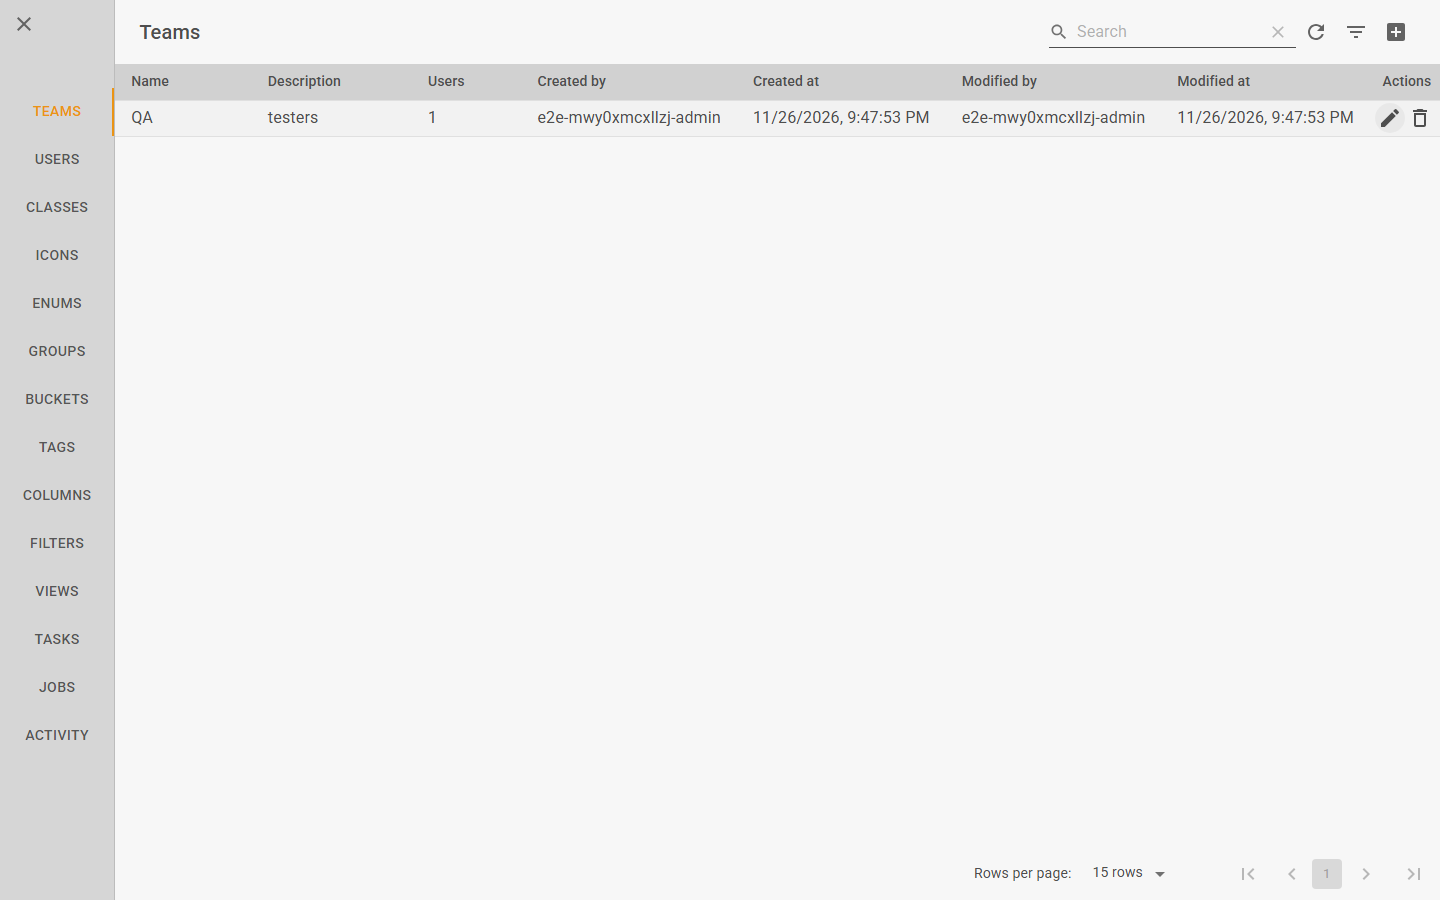 Teams
Search
Name Description Users Created by Created at Modified by Modified at Actions
QA testers 1 e2e-mwy0xmcxllzj-admin 11/26/2026, 9:47:53 PM e2e-mwy0xmcxllzj-admin 11/26/2026, 9:47:53 PM
TEAMS
USERS
CLASSES
ICONS
ENUMS
GROUPS
BUCKETS
TAGS
COLUMNS
FILTERS
VIEWS
TASKS
JOBS
ACTIVITY
Rows per page: 15 rows 1